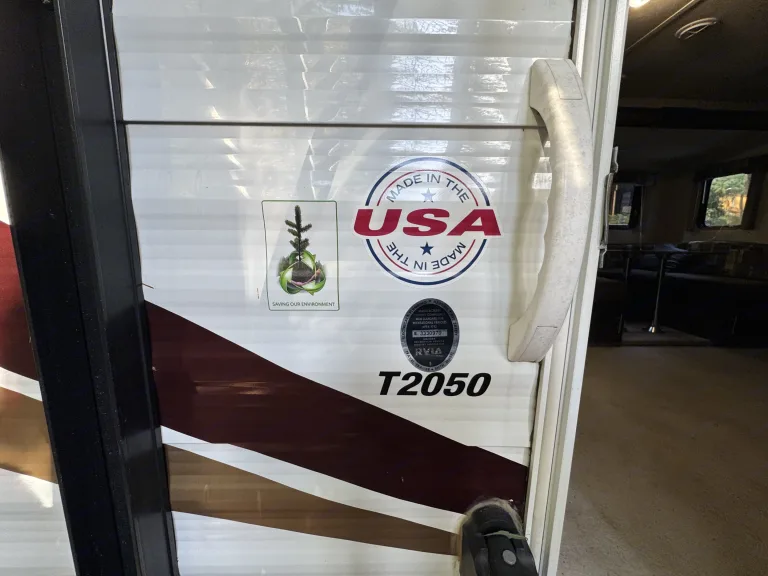 MADE IN THE
USA
MADE IN THE
SAVING OUR ENVIRONMENT
RVIA
T2050